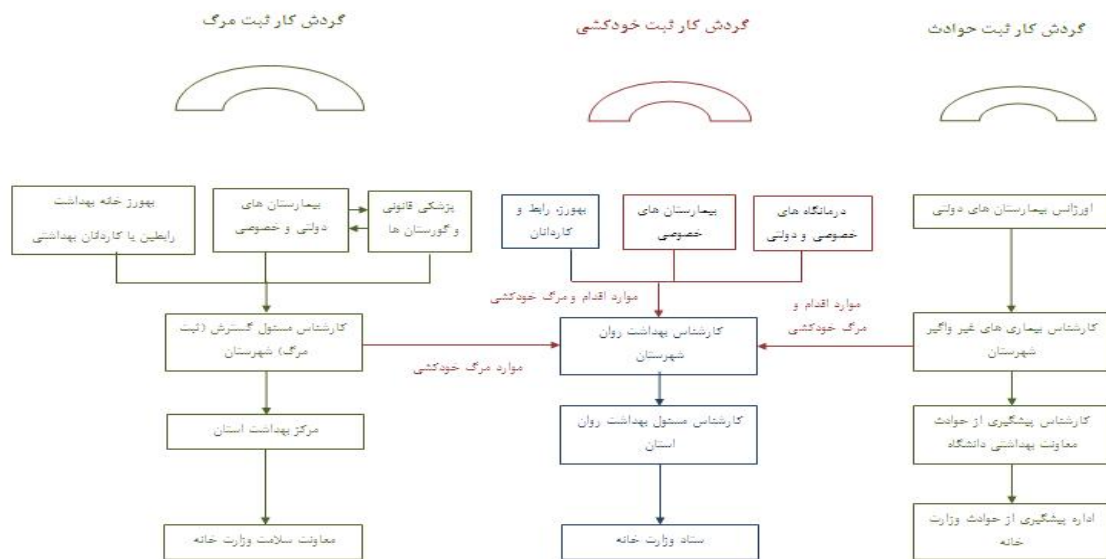 گردش کار ثبت حوادث
گردش کار ثبت خودکشی
گردش کار ثبت مرگ
اورژانس بیمارستان های دولتی
کارشناس بیماری های غیر واگیر
شهرستان
کارشناس پیشگیری از حوادث
معاونت بهداشتی دانشگاه
اداره پیشگیری از حوادث وزارت
خانه
موارد اقدام و
مرگ خودکشی
درمانگاه های
خصوصی و دولتی
بیمارستان های
خصوصی
بهورز، رابط و
کاردانان
موارد اقدام و مرگ خودکشی
کارشناس بهداشت روان
شهرستان
کارشناس مسئول بهداشت روان
استان
ستاد وزارت خانه
پزشکی قانونی
و گورستان ها
بیمارستان های
دولتی و خصوصی
بهورز خانه بهداشت
رابطین یا کاردانان بهداشتی
کارشناس مسئول گسترش (ثبت
مرگ) شهرستان
موارد مرگ خودکشی
مرکز بهداشت استان
معاونت سلامت وزارت خانه